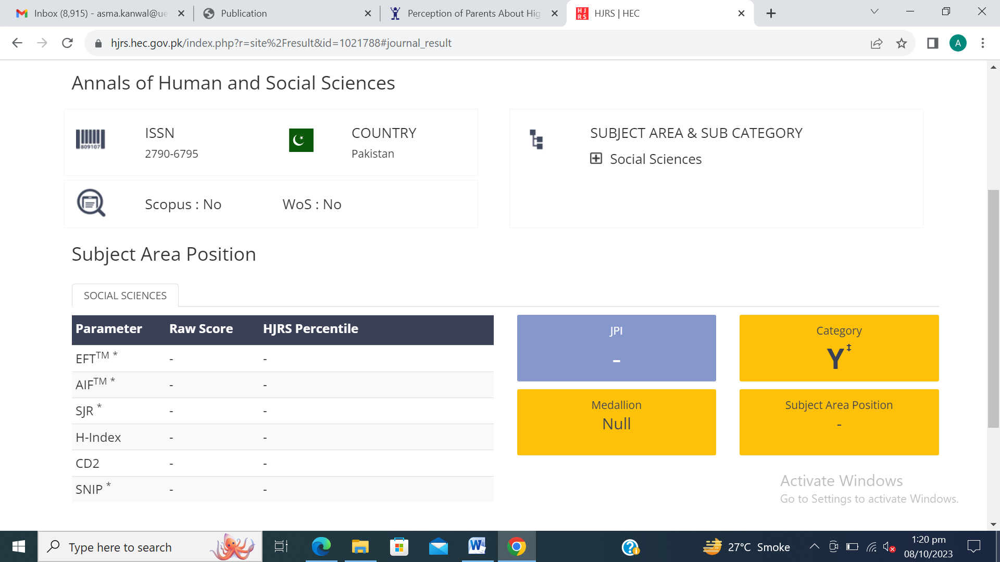 Inbox (8,915) - asma.kanwal@ue
Publication
Perception of Parents About Hig
HJRS | HEC
hjrs.hec.gov.pk/index.php?r=site%2Fresult&id=1021788#journal_result
A
Annals of Human and Social Sciences
809107
ISSN
2790-6795
COUNTRY
Pakistan
SUBJECT AREA & SUB CATEGORY
Social Sciences
Scopus : No WoS : No
Subject Area Position
SOCIAL SCIENCES
Parameter Raw Score HJRS Percentile
EFTTM * - -
AIFTM * - -
SJR * - -
H-Index - -
CD2 - -
SNIP * - -
JPI
-
Category
Y‡
Medallion
Null
Subject Area Position
-
Activate Windows
Go to Settings to activate Windows.
Type here to search
27°C Smoke
1:20 pm
08/10/2023